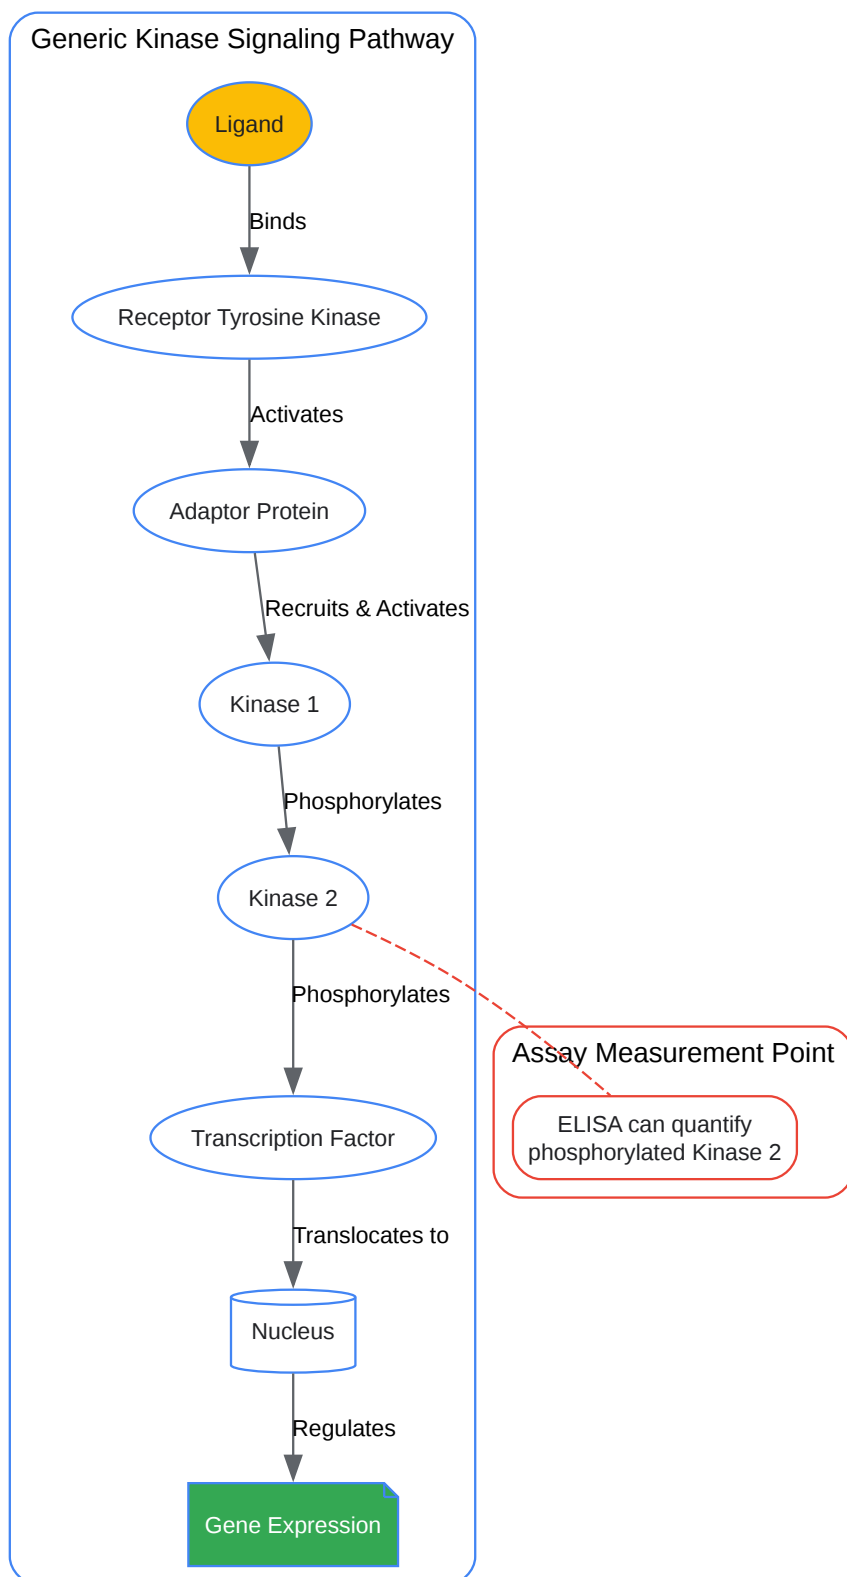 Generic Kinase Signaling Pathway
Ligand
Binds
Receptor Tyrosine Kinase
Activates
Adaptor Protein
Recruits & Activates
Kinase 1
Phosphorylates
Kinase 2
Phosphorylates
Assay Measurement Point
ELISA can quantify
phosphorylated Kinase 2
Transcription Factor
Translocates to
Nucleus
Regulates
Gene Expression